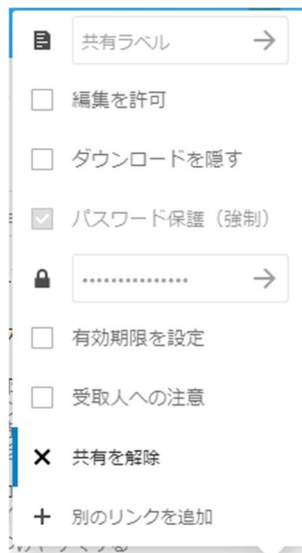 共有ラベル
編集を許可
ダウンロードを隠す
パスワード保護（強制）
有効期限を設定
受取人への注意
共有を解除
別のリンクを追加